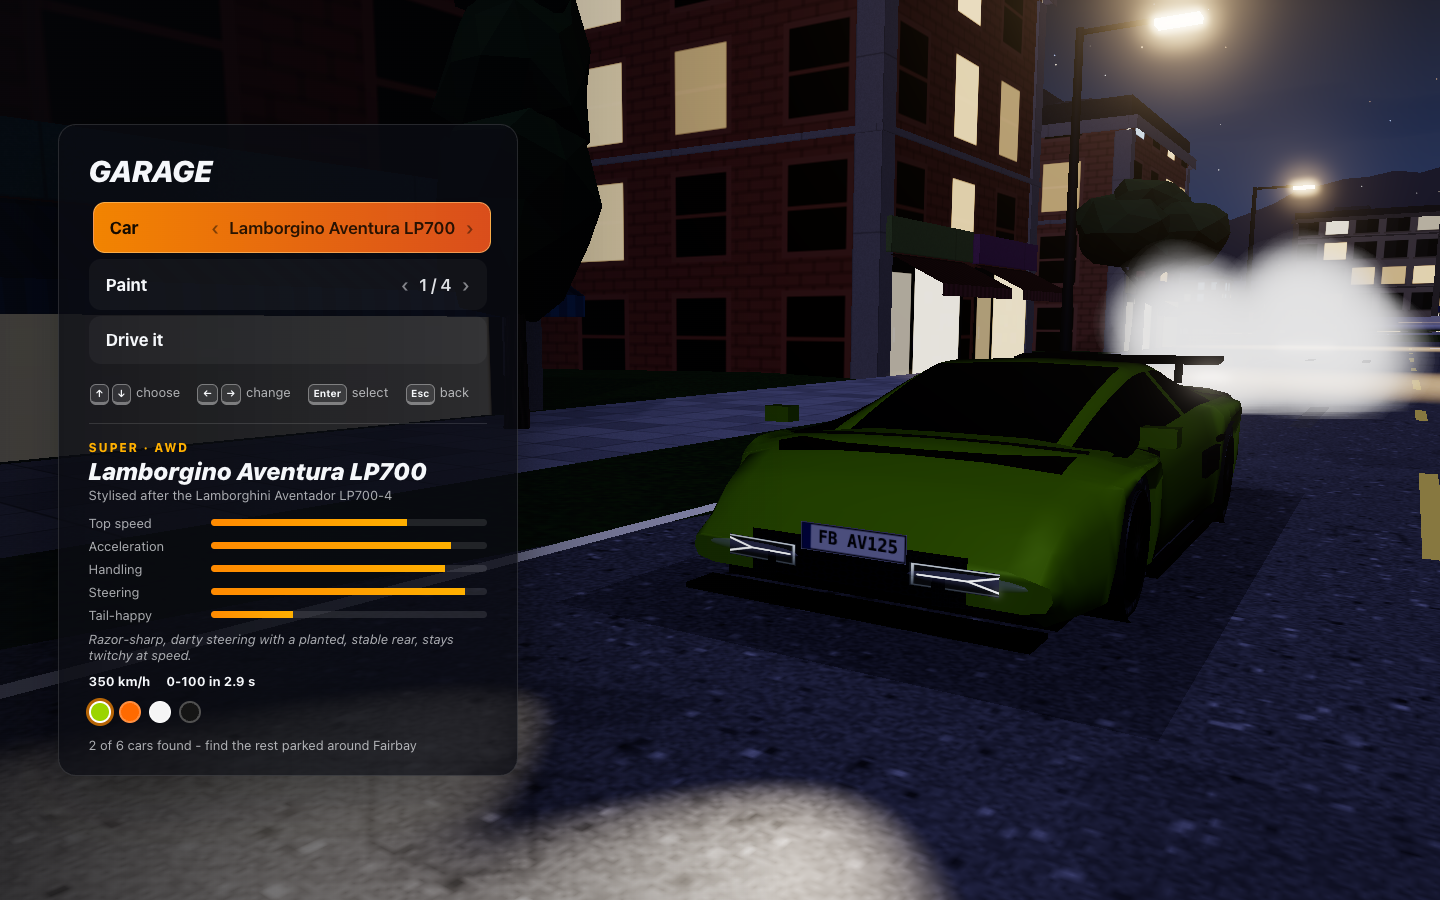 GARAGE
Car ‹ Lamborgino Aventura LP700 ›
Paint ‹ 1 / 4 ›
Drive it
↑ ↓ choose ← → change Enter select Esc back
SUPER · AWD
Lamborgino Aventura LP700
Stylised after the Lamborghini Aventador LP700-4
Top speed
Acceleration
Handling
Steering
Tail-happy
Razor-sharp, darty steering with a planted, stable rear, stays
twitchy at speed.
350 km/h 0-100 in 2.9 s
2 of 6 cars found - find the rest parked around Fairbay
FB AV125